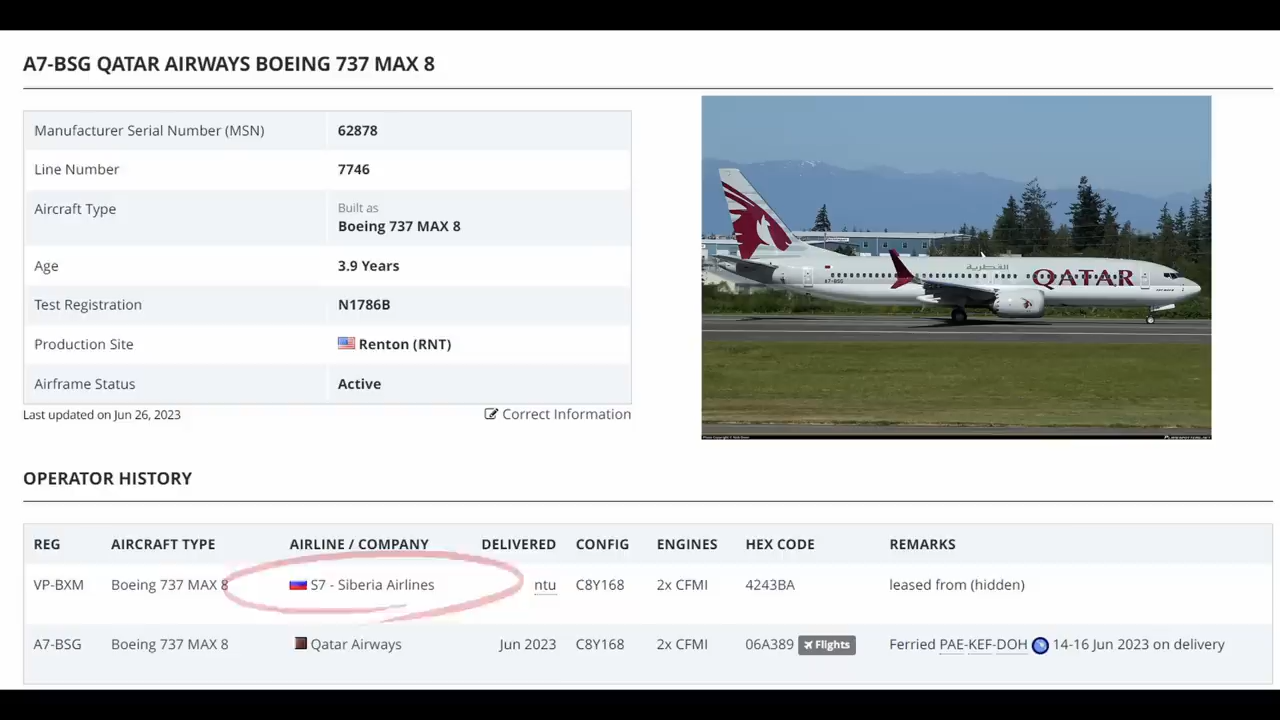 A7-BSG QATAR AIRWAYS BOEING 737 MAX 8
Manufacturer Serial Number (MSN) 62878
Line Number 7746
Aircraft Type Built as
Boeing 737 MAX 8
Age 3.9 Years
Test Registration N1786B
Production Site Renton (RNT)
Airframe Status Active
Last updated on Jun 26, 2023 Correct Information
القطرية
QATAR
A7-BSG
OPERATOR HISTORY
REG AIRCRAFT TYPE AIRLINE / COMPANY DELIVERED CONFIG ENGINES HEX CODE REMARKS
VP-BXM Boeing 737 MAX 8 S7 - Siberia Airlines ntu C8Y168 2x CFMI 4243BA leased from (hidden)
A7-BSG Boeing 737 MAX 8 Qatar Airways Jun 2023 C8Y168 2x CFMI 06A389 Flights Ferried PAE-KEF-DOH 14-16 Jun 2023 on delivery